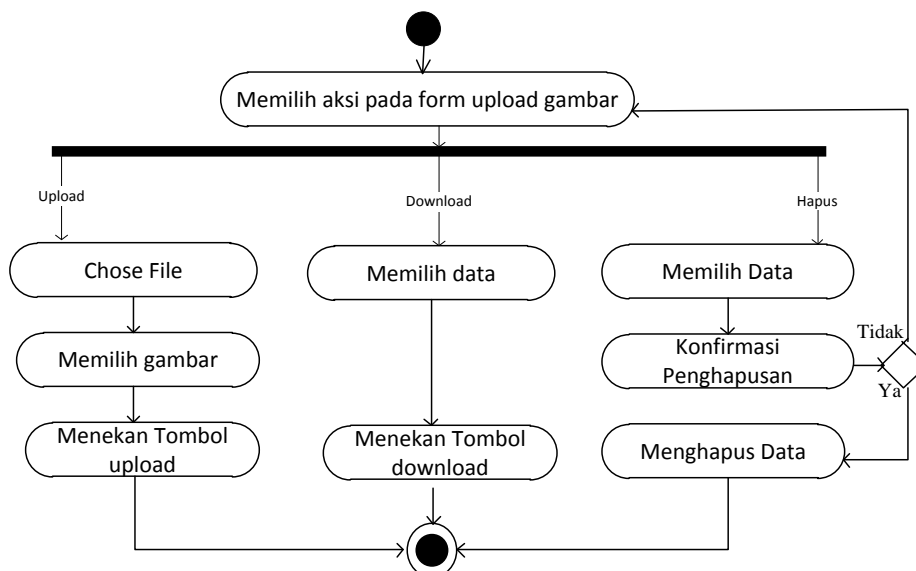 Memilih aksi pada form upload gambar
Upload
Download
Hapus
Chose File
Memilih data
Memilih Data
Memilih gambar
Konfirmasi
Penghapusan
Tidak
Ya
Menekan Tombol
upload
Menekan Tombol
download
Menghapus Data